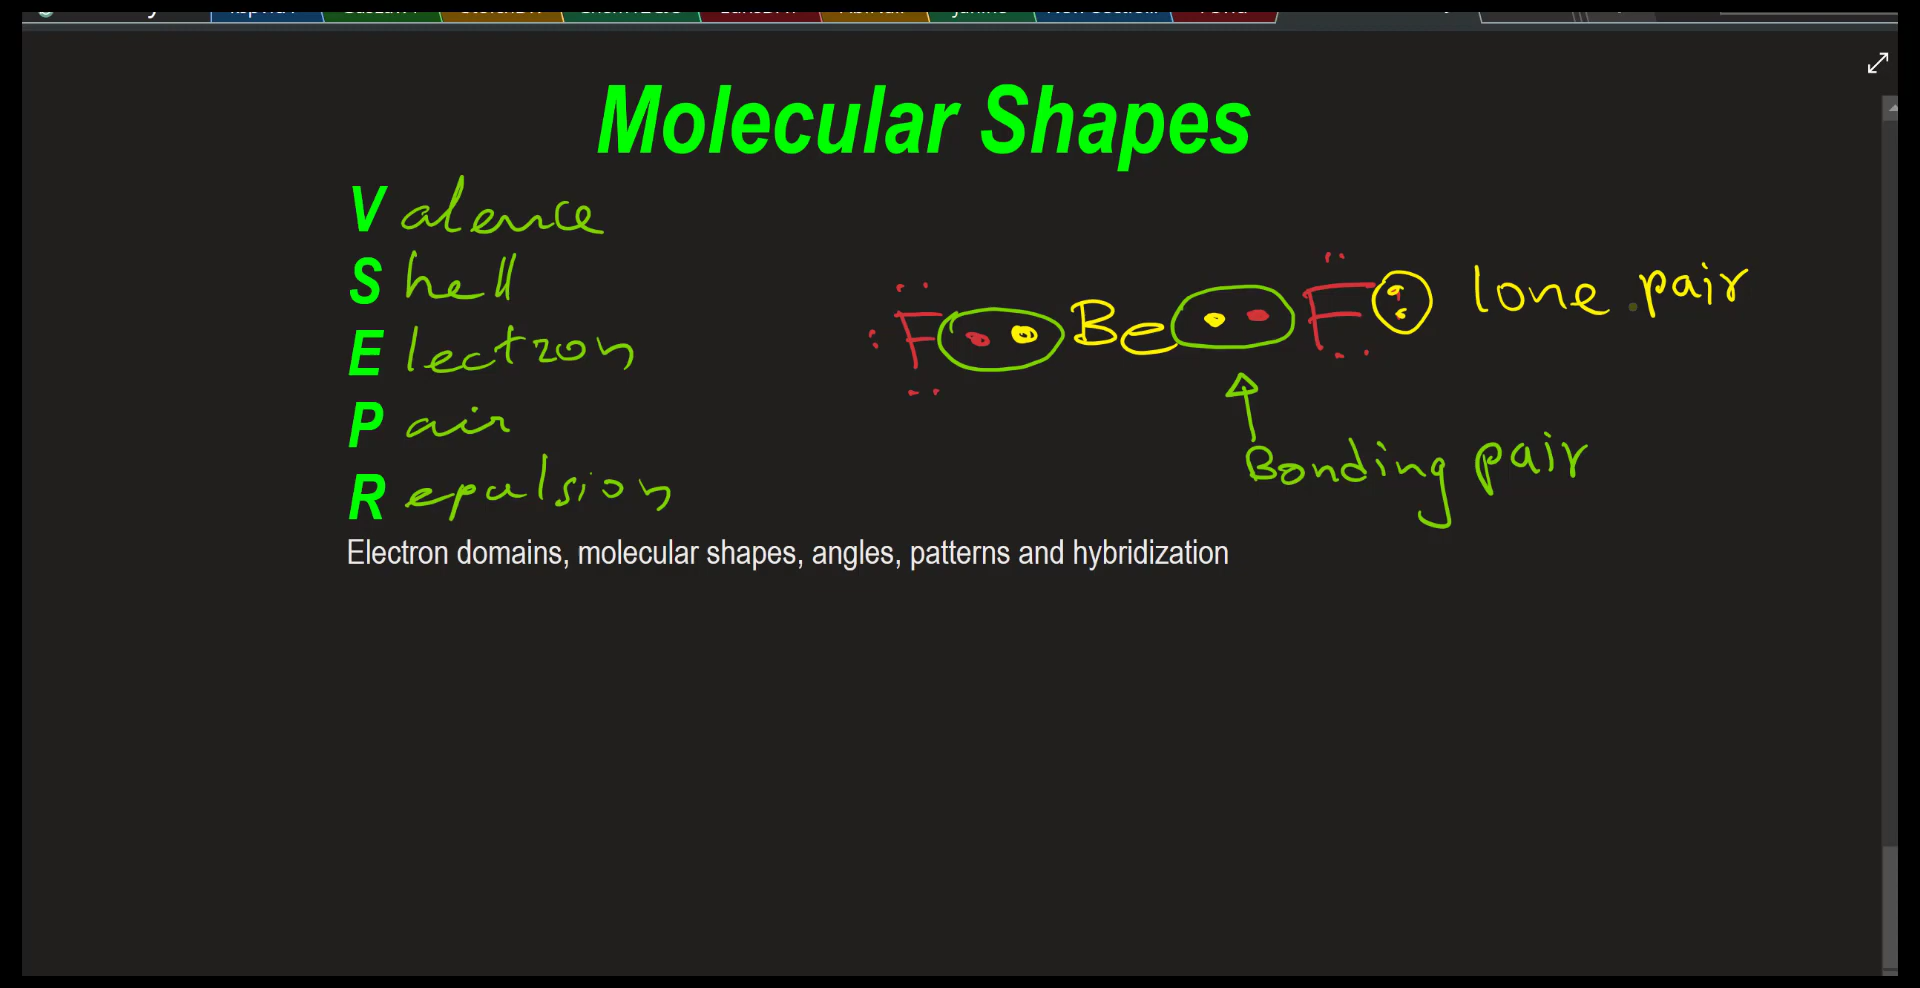 Molecular Shapes
Valence
Shell
Electron
Pair
Repulsion
F Be F lone pair
Bonding pair
Electron domains, molecular shapes, angles, patterns and hybridization